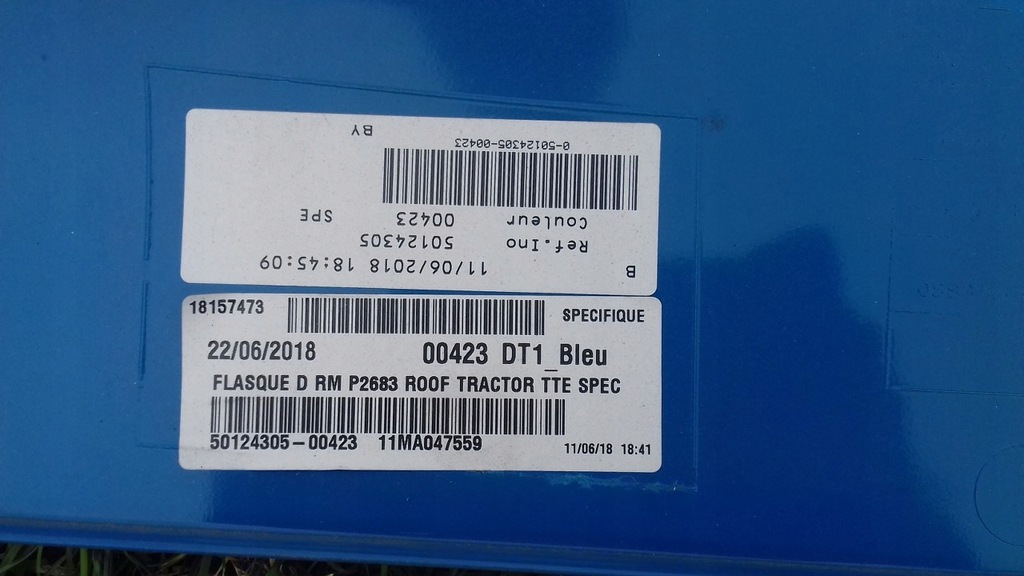 B 11/06/2018 18:45:09
Ref.Ino 50124305
Couleur 00423 SPE
0-50124305-00423
BY
18157473 SPECIFIQUE
22/06/2018 00423 DT1_Bleu
FLASQUE D RM P2683 ROOF TRACTOR TTE SPEC
50124305-00423 11MA047559 11/06/18 18:41